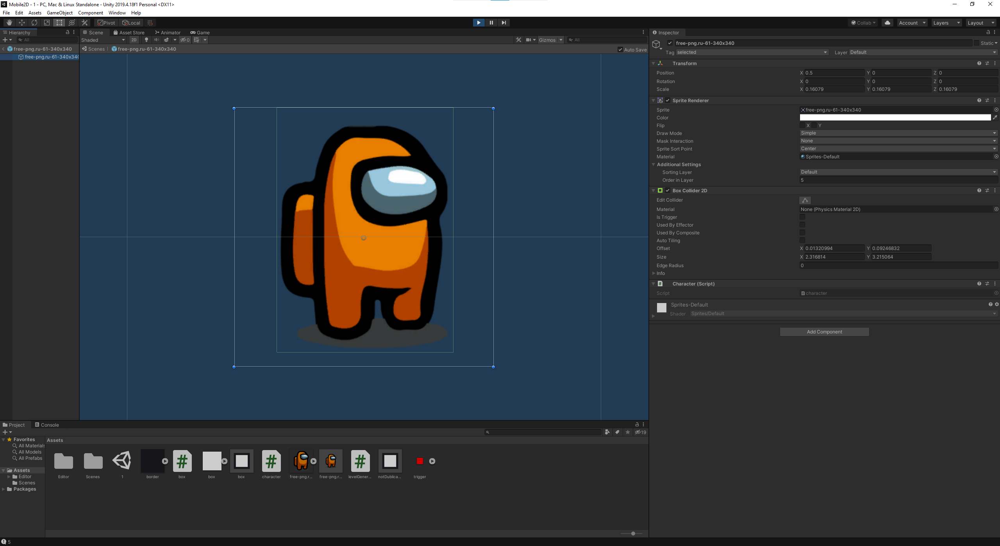 Mobile2D - 1 - PC, Mac & Linux Standalone - Unity 2019.4.18f1 Personal <DX11>
File Edit Assets GameObject Component Window Help
Pivot Local Collab Account Layers Layout
Hierarchy
All
free-png.ru-61-340x340
free-png.ru-61-340x340
Scene Asset Store Animator Game
Shaded 2D 0 Gizmos All
Scenes free-png.ru-61-340x340 Auto Save
Inspector
free-png.ru-61-340x340 Static
Tag selected Layer Default
Transform
Position X 0.5 Y 0 Z 0
Rotation X 0 Y 0 Z 0
Scale X 0.16079 Y 0.16079 Z 0.16079
Sprite Renderer
Sprite free-png.ru-61-340x340
Color
Flip X Y
Draw Mode Simple
Mask Interaction None
Sprite Sort Point Center
Material Sprites-Default
Additional Settings
Sorting Layer Default
Order in Layer 5
Box Collider 2D
Edit Collider
Material None (Physics Material 2D)
Is Trigger
Used By Effector
Used By Composite
Auto Tiling
Offset X 0.01320994 Y 0.09246832
Size X 2.316814 Y 3.215064
Edge Radius 0
Info
Character (Script)
Script character
Sprites-Default
Shader Sprites/Default
Add Component
Project Console
19
Favorites
All Materials
All Models
All Prefabs
Assets
Editor
Scenes
Packages
Assets
Editor Scenes 1 border box box box character free-png.r... free-png.r... levelGener... notDublica... trigger
5